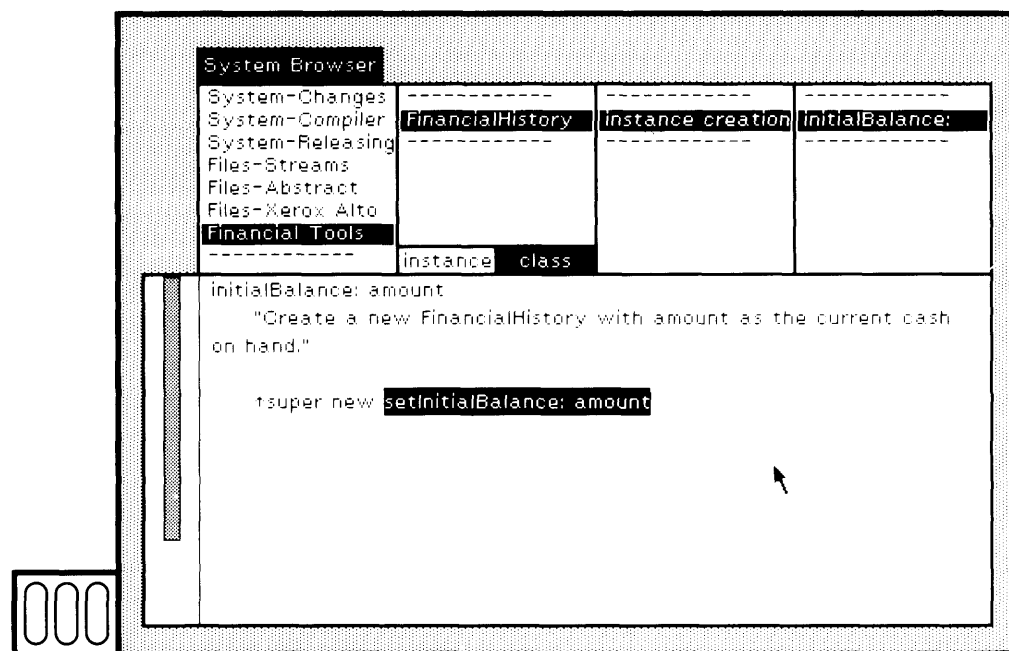 System Browser
System-Changes
System-Compiler
System-Releasing
Files-Streams
Files-Abstract
Files-Xerox Alto
Financial Tools
--------------
--------------
FinancialHistory
--------------
instance class
--------------
instance creation
--------------
--------------
initialBalance:
--------------
initialBalance: amount
"Create a new FinancialHistory with amount as the current cash
on hand."
↑super new setInitialBalance: amount